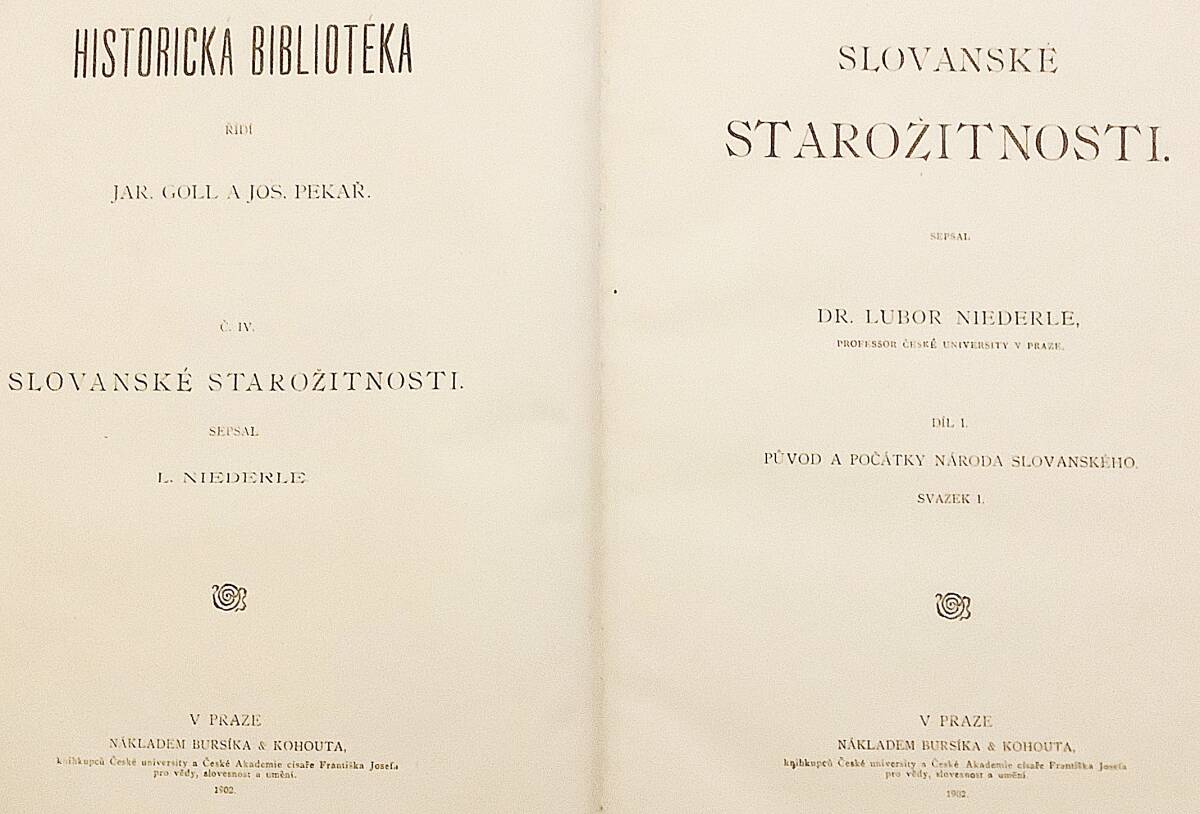 HISTORICKÁ BIBLIOTÉKA
ŘÍDÍ
JAR. GOLL A JOS. PEKAŘ.
Č. IV.
SLOVANSKÉ STAROŽITNOSTI.
SEPSAL
L. NIEDERLE
V PRAZE
NÁKLADEM BURSÍKA & KOHOUTA,
knihkupců České university a České Akademie císaře Františka Josefa
pro vědy, slovesnost a umění.
1902.
SLOVANSKÉ
STAROŽITNOSTI.
SEPSAL
DR. LUBOR NIEDERLE,
PROFESSOR ČESKÉ UNIVERSITY V PRAZE.
DÍL I.
PŮVOD A POČÁTKY NÁRODA SLOVANSKÉHO.
SVAZEK I.
V PRAZE
NÁKLADEM BURSÍKA & KOHOUTA,
knihkupců České university a České Akademie císaře Františka Josefa
pro vědy, slovesnost a umění.
1902.